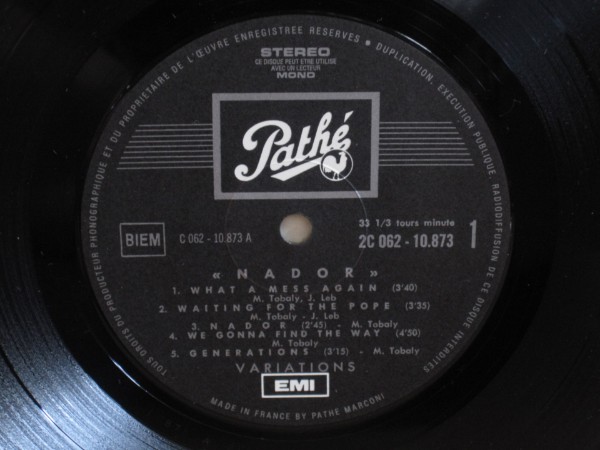 TOUS DROITS DU PRODUCTEUR PHONOGRAPHIQUE ET DU PROPRIETAIRE DE L'ŒUVRE ENREGISTREE RESERVES • DUPLICATION, EXECUTION PUBLIQUE, RADIODIFFUSION DE CE DISQUE INTERDITES
STEREO
CE DISQUE PEUT ETRE UTILISE
AVEC UN LECTEUR
MONO
Pathé
BIEM
C 062 - 10.873 A
33 1/3 tours minute
2C 062 - 10.873 1
« NADOR »
1. WHAT A MESS AGAIN (3'40)
M. Tobaly, J. Leb
2. WAITING FOR THE POPE (3'35)
M. Tobaly - J. Leb
3. NADOR (2'45) - M. Tobaly
4. WE GONNA FIND THE WAY (4'50)
M. Tobaly
5. GENERATIONS (3'15) - M. Tobaly
VARIATIONS
EMI
MADE IN FRANCE BY PATHE MARCONI